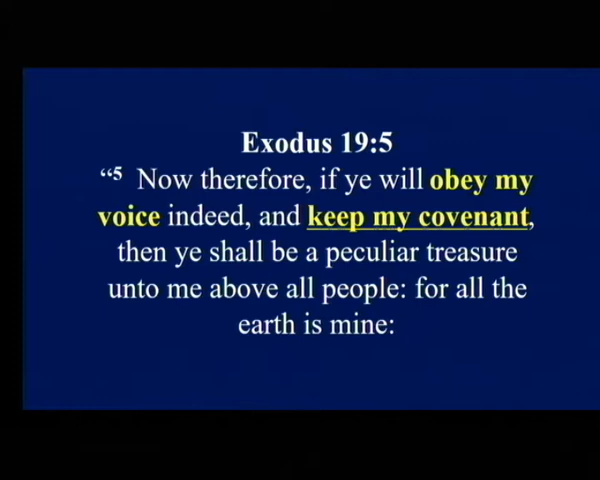 Exodus 19:5
“5 Now therefore, if ye will obey my
voice indeed, and keep my covenant,
then ye shall be a peculiar treasure
unto me above all people: for all the
earth is mine: